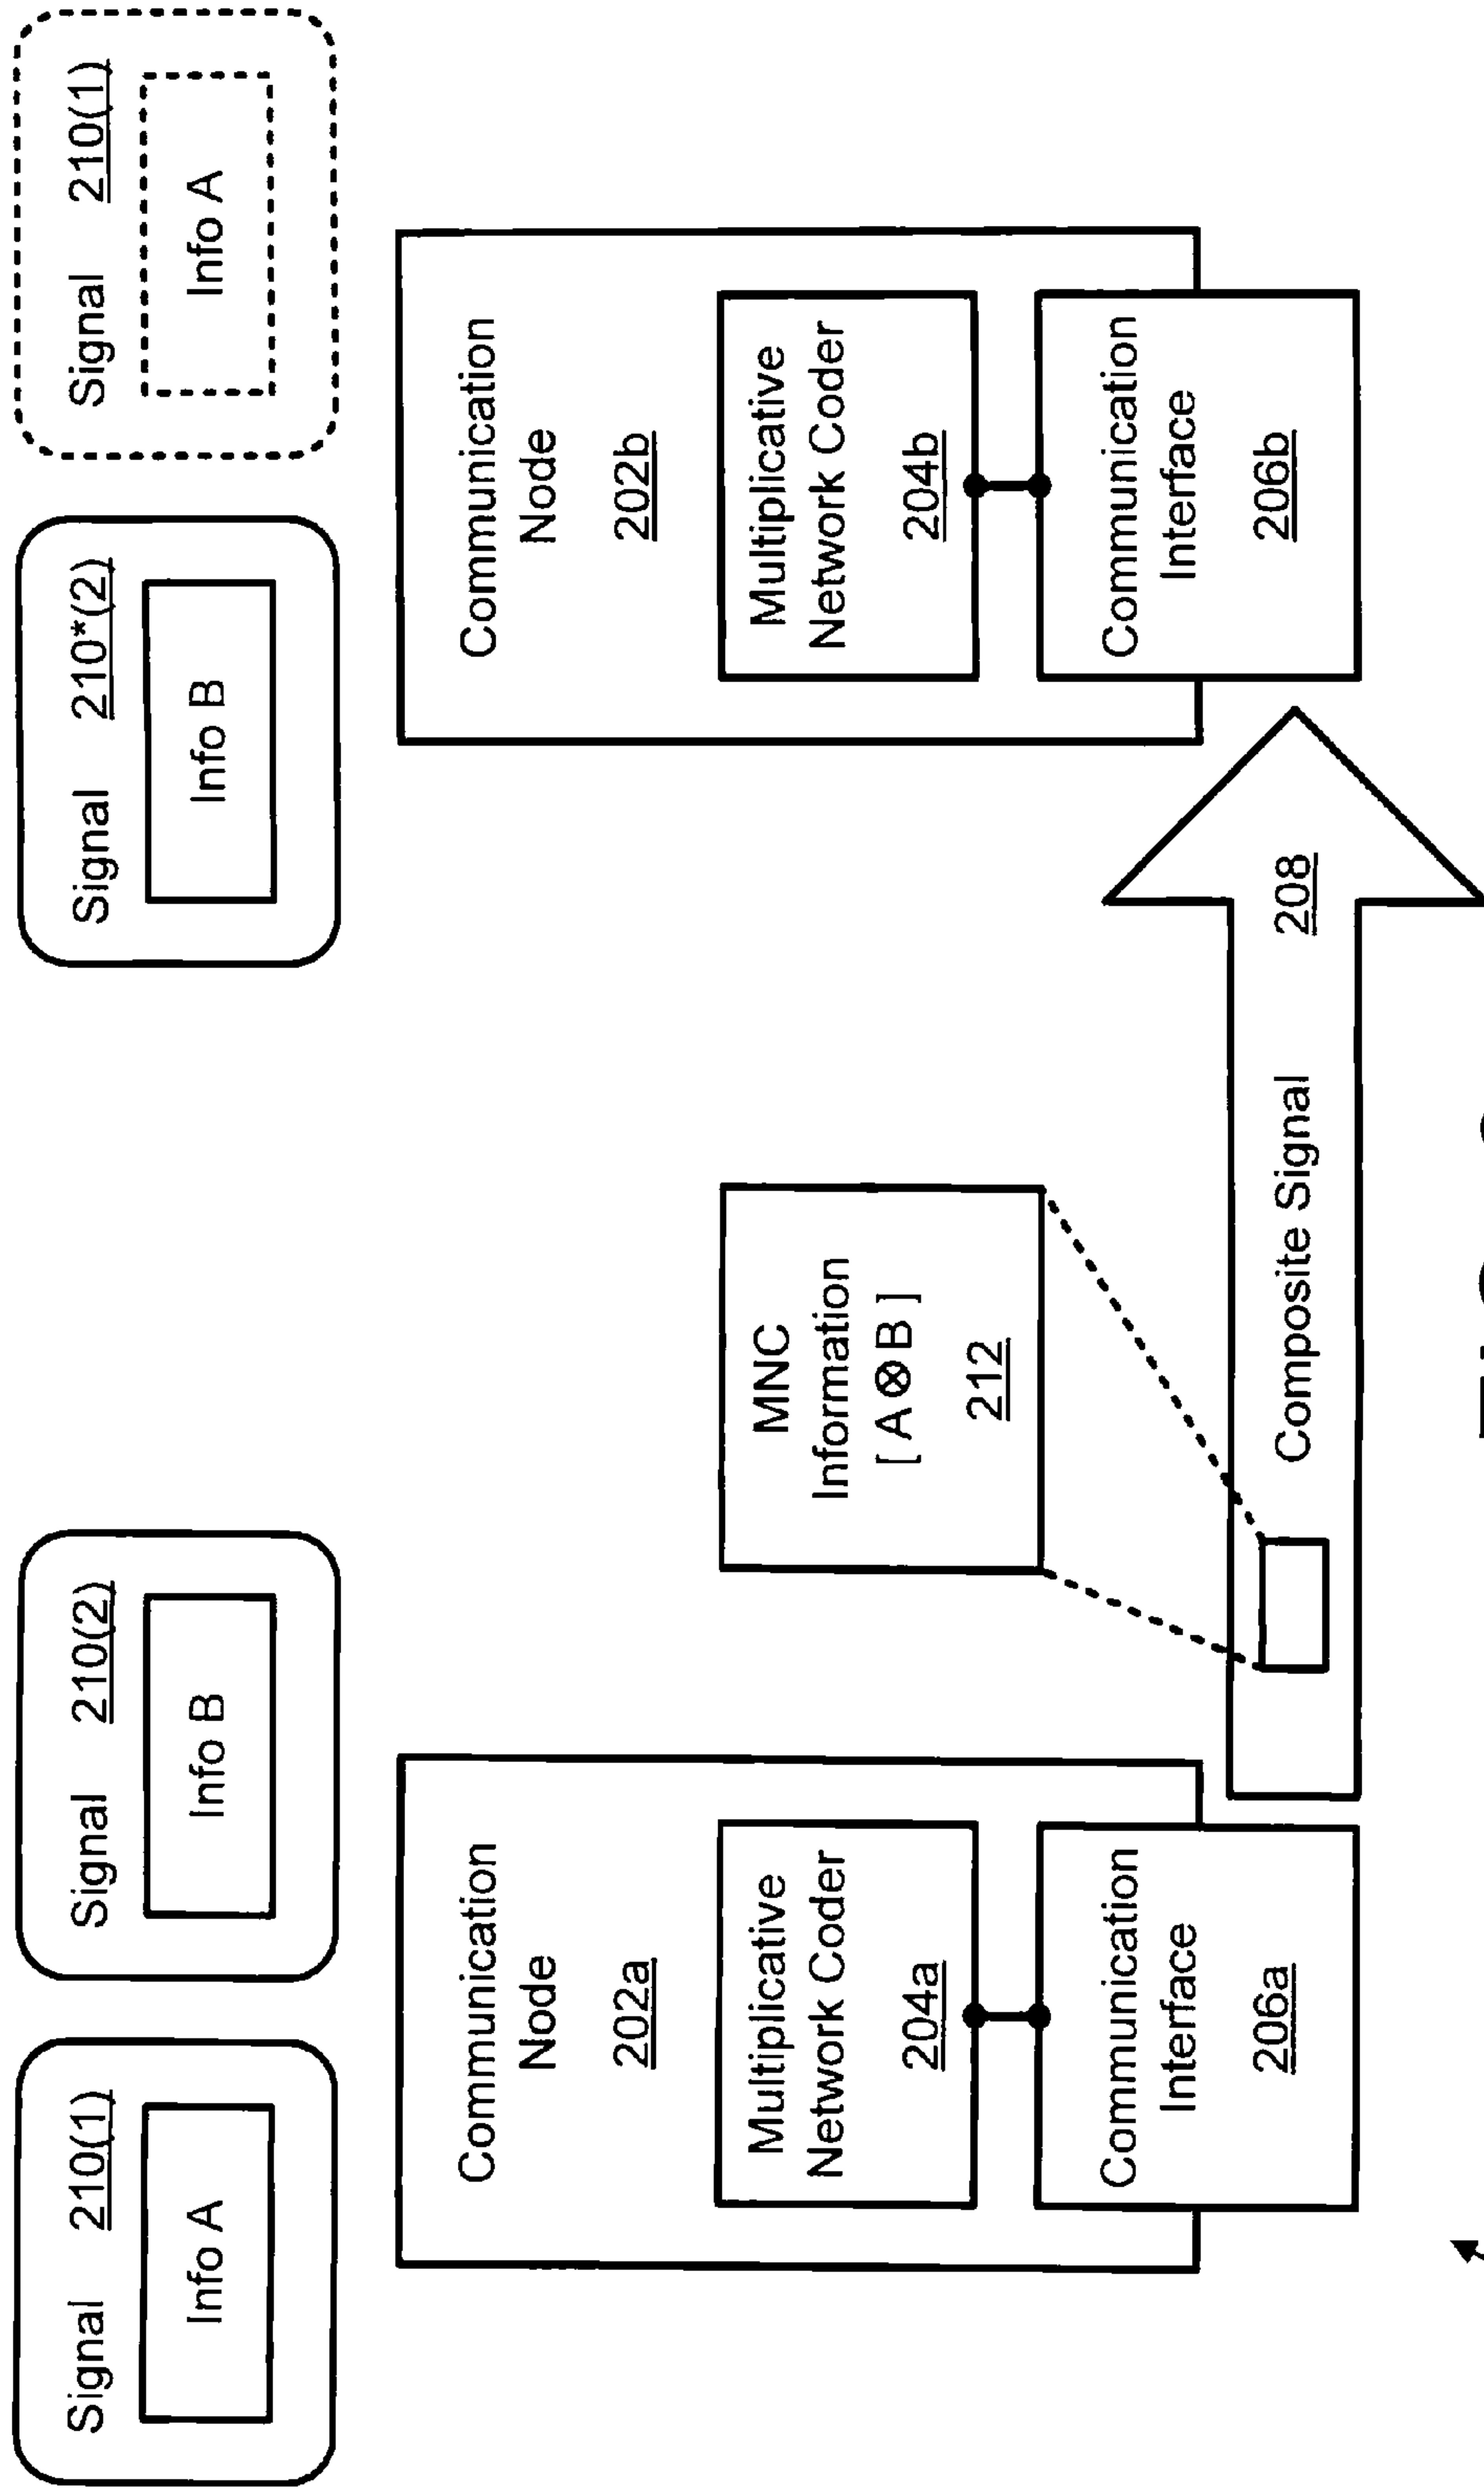 Signal 210(1)
Info A
Signal 210(2)
Info B
Signal 210*(2)
Info B
Signal 210(1)
Info A
Communication
Node
202a
Multiplicative
Network Coder
204a
Communication
Interface
206a
MNC
Information
[ A ⊗ B ]
212
Composite Signal 208
Communication
Node
202b
Multiplicative
Network Coder
204b
Communication
Interface
206b